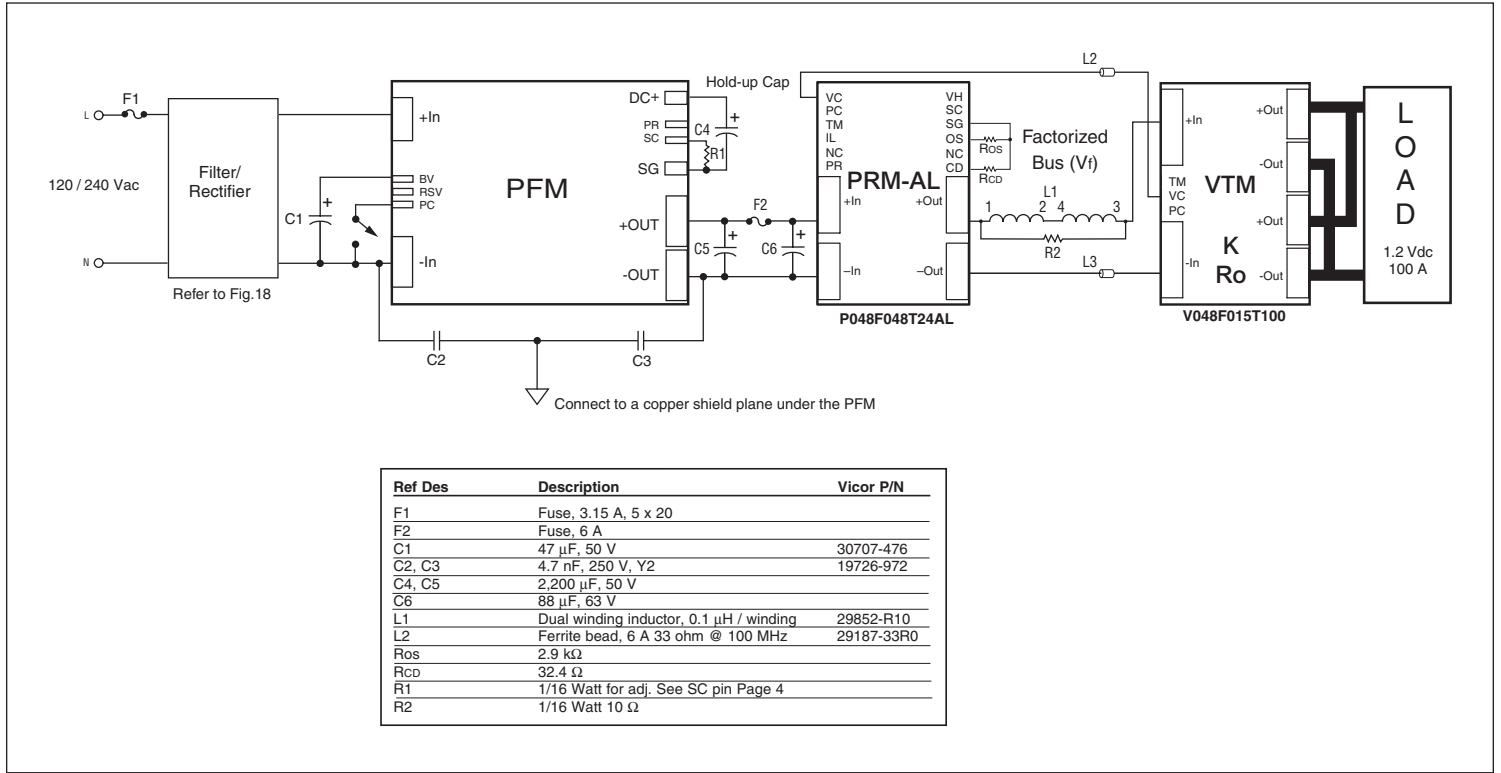 L
F1
120 / 240 Vac
N
Filter/
Rectifier
Refer to Fig.18
C1
+
+In
BV
RSV
PC
-In
PFM
DC+
PR
SC
SG
+OUT
-OUT
Hold-up Cap
C4
+
R1
C2
C3
Connect to a copper shield plane under the PFM
F2
C5
+
C6
+
VC
PC
TM
IL
NC
PR
+In
–In
PRM-AL
VH
SC
SG
OS
NC
CD
+Out
–Out
ROS
RCD
P048F048T24AL
Factorized
Bus (Vf)
L1
1
2
4
3
R2
L2
L3
+In
TM
VC
PC
-In
VTM
K
Ro
+Out
-Out
+Out
-Out
V048F015T100
L
O
A
D
1.2 Vdc
100 A
Ref Des Description Vicor P/N
F1 Fuse, 3.15 A, 5 x 20
F2 Fuse, 6 A
C1 47 µF, 50 V 30707-476
C2, C3 4.7 nF, 250 V, Y2 19726-972
C4, C5 2,200 µF, 50 V
C6 88 µF, 63 V
L1 Dual winding inductor, 0.1 µH / winding 29852-R10
L2 Ferrite bead, 6 A 33 ohm @ 100 MHz 29187-33R0
Ros 2.9 kΩ
RCD 32.4 Ω
R1 1/16 Watt for adj. See SC pin Page 4
R2 1/16 Watt 10 Ω